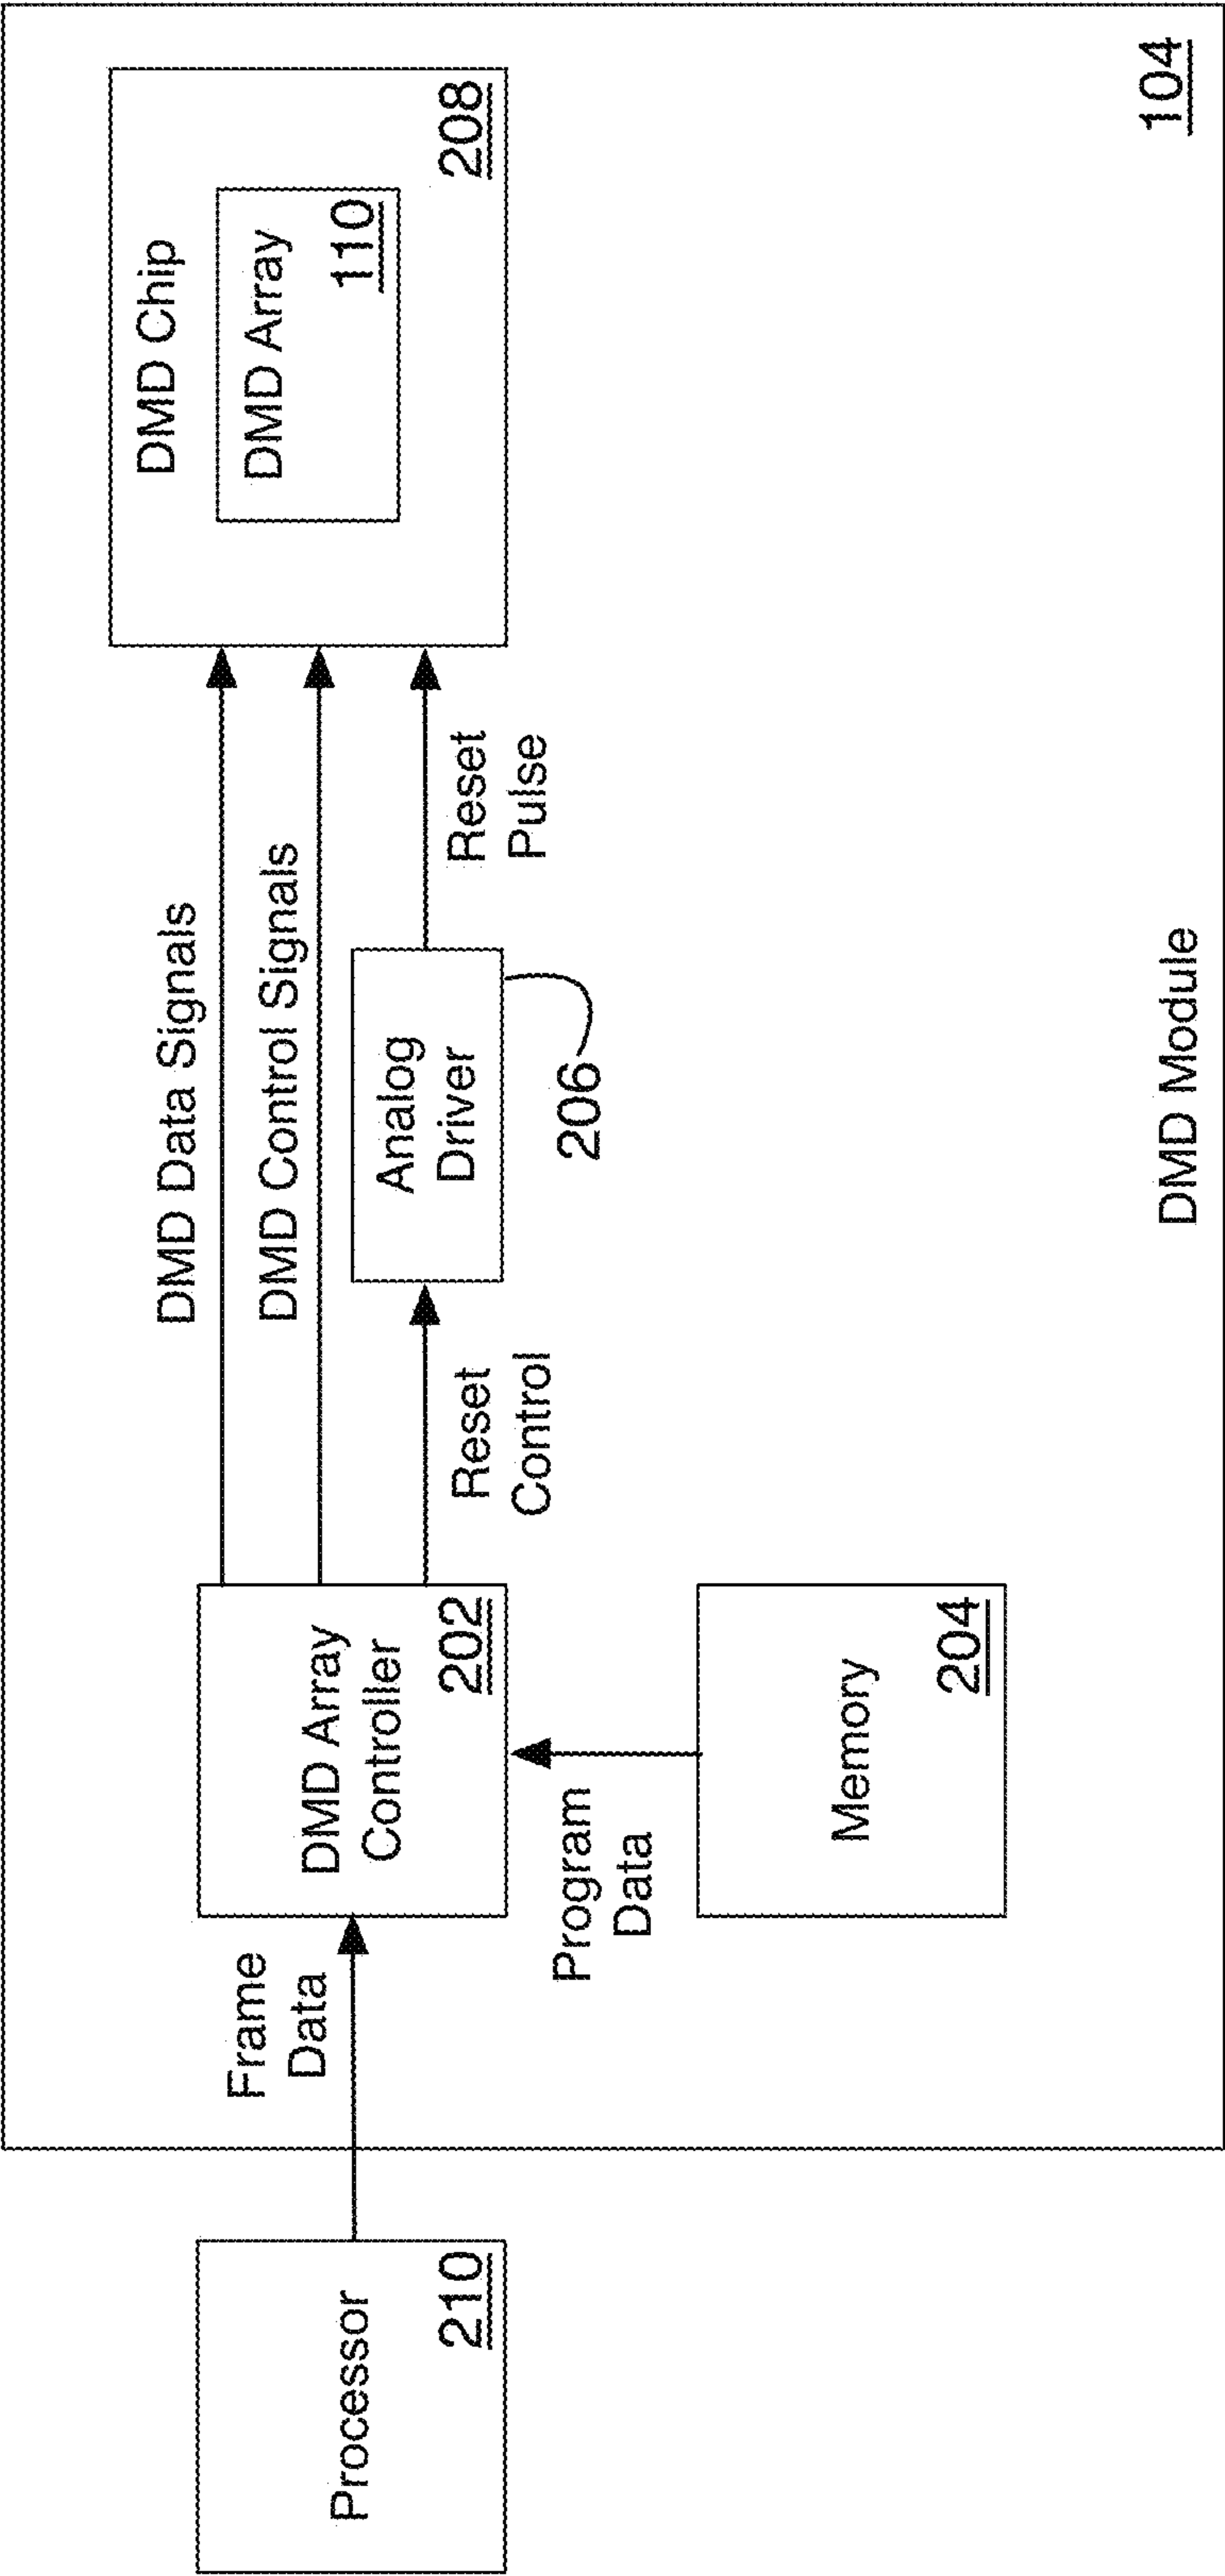 Processor
210
Frame
Data
DMD Array
Controller
202
Program
Data
Memory
204
DMD Data Signals
DMD Control Signals
Reset
Control
Analog
Driver
206
Reset
Pulse
DMD Chip
DMD Array
110
208
DMD Module
104